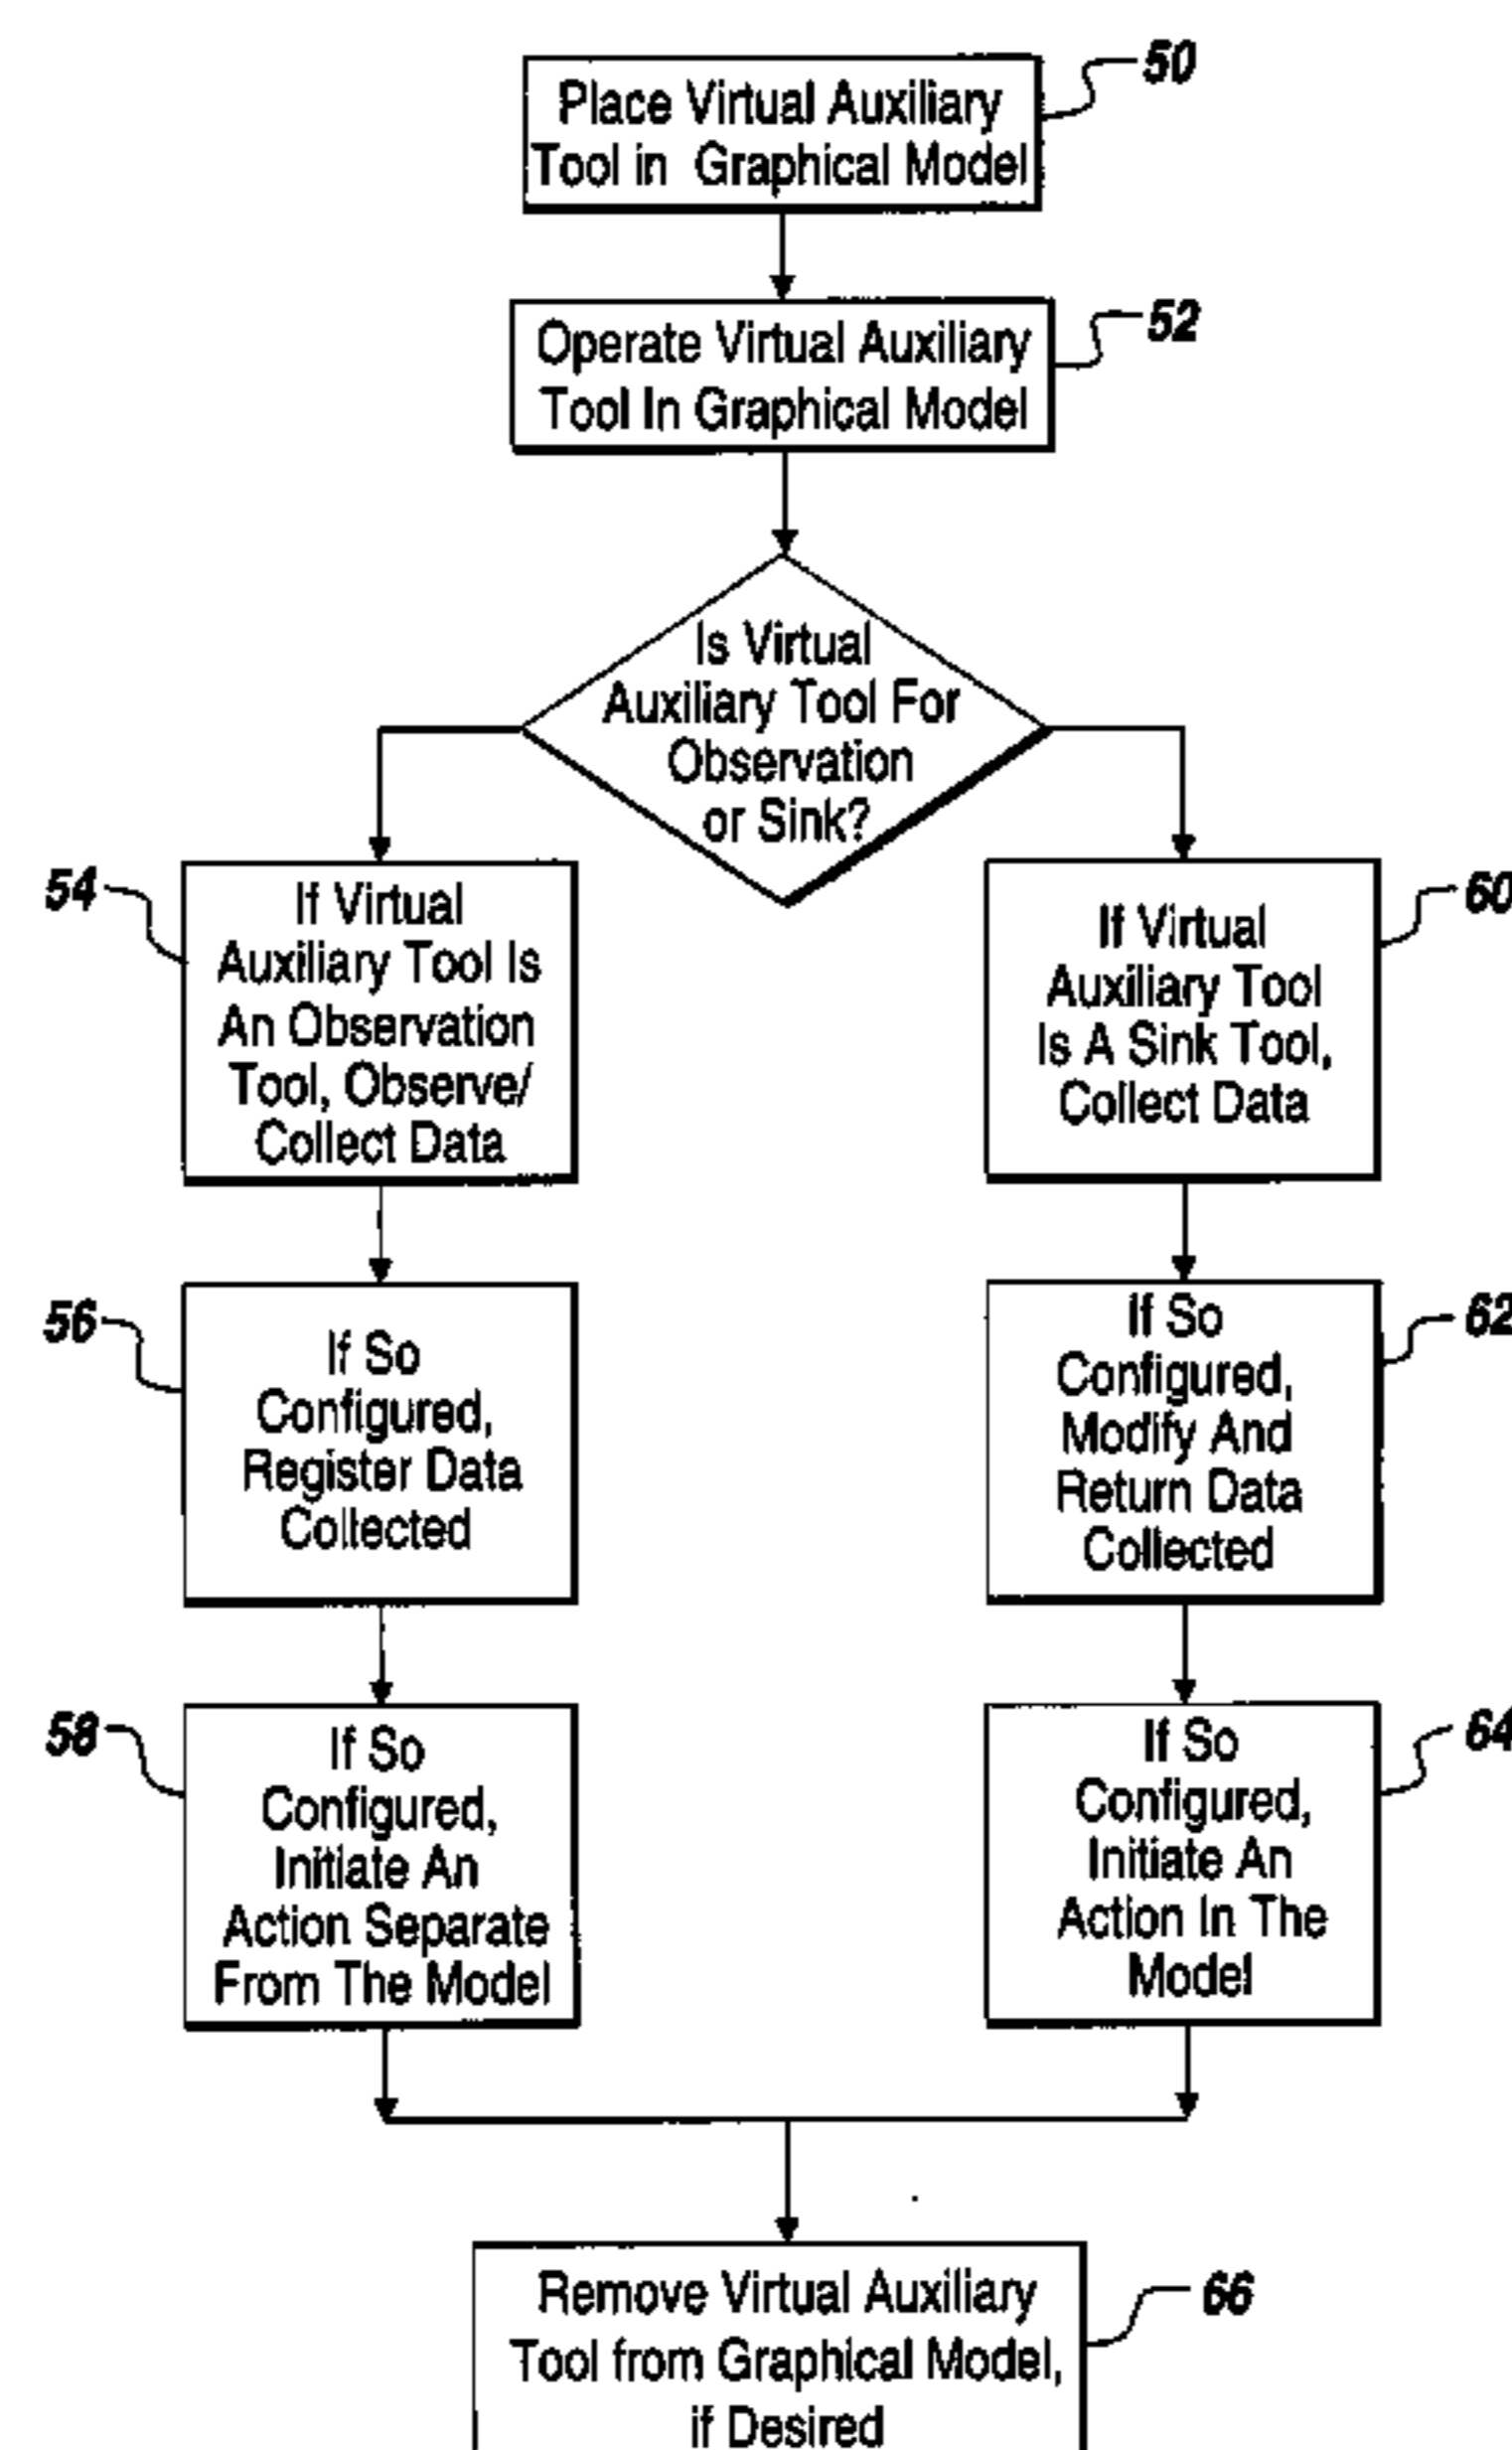 50
Place Virtual Auxiliary
Tool in Graphical Model
52
Operate Virtual Auxiliary
Tool In Graphical Model
Is Virtual
Auxiliary Tool For
Observation
or Sink?
54
If Virtual
Auxiliary Tool Is
An Observation
Tool, Observe/
Collect Data
60
If Virtual
Auxiliary Tool
Is A Sink Tool,
Collect Data
56
If So
Configured,
Register Data
Collected
62
If So
Configured,
Modify And
Return Data
Collected
58
If So
Configured,
Initiate An
Action Separate
From The Model
64
If So
Configured,
Initiate An
Action In The
Model
66
Remove Virtual Auxiliary
Tool from Graphical Model,
if Desired